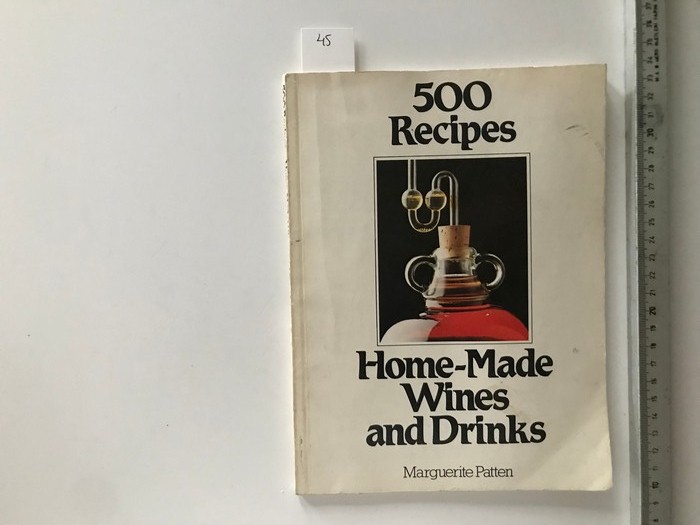 45
500
Recipes
Home-Made
Wines
and Drinks
Marguerite Patten